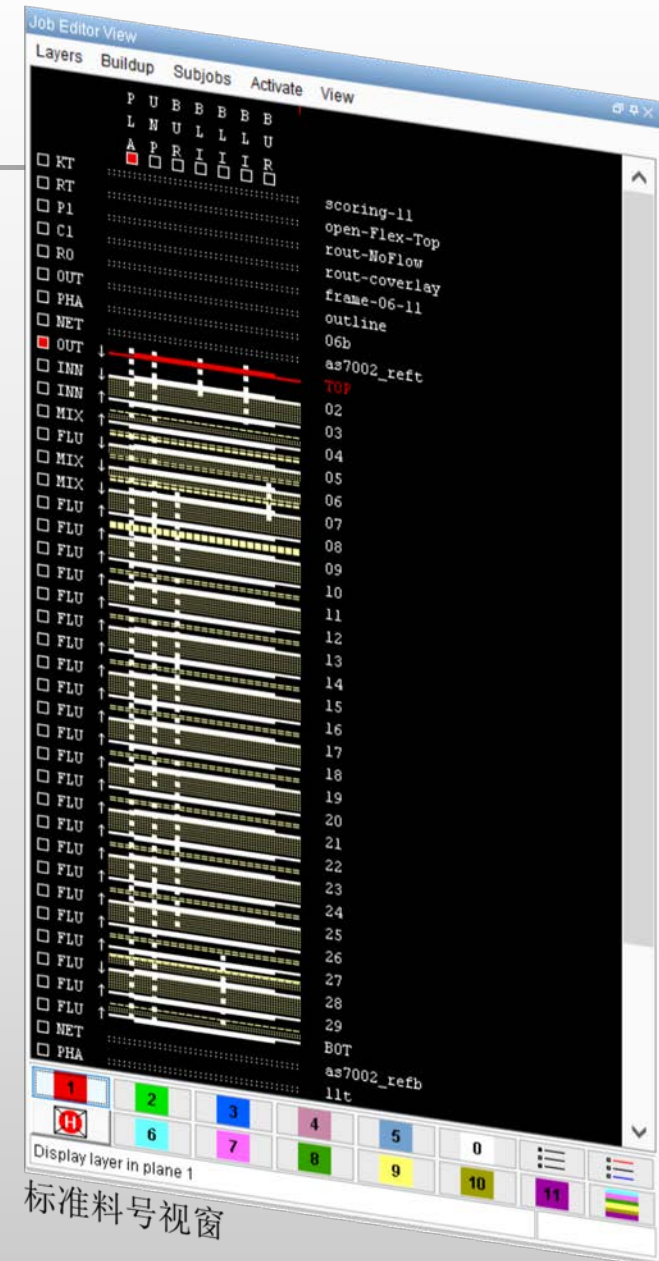 Job Editor View
Layers Buildup Subjobs Activate View
P U B B B B B
L N U L L L U
A P R I I I R
KT scoring-11
RT open-Flex-Top
P1 rout-NoFlow
C1 rout-coverlay
RO frame-06-11
OUT outline
PHA 06b
NET as7002_reft
OUT ↓ TOP
INN ↓ 02
INN ↑ 03
MIX ↑ 04
FLU ↓ 05
MIX ↓ 06
MIX ↓ 07
FLU ↑ 08
FLU ↑ 09
FLU ↑ 10
FLU ↑ 11
FLU ↑ 12
FLU ↑ 13
FLU ↑ 14
FLU ↑ 15
FLU ↑ 16
FLU ↑ 17
FLU ↑ 18
FLU ↑ 19
FLU ↑ 20
FLU ↑ 21
FLU ↑ 22
FLU ↑ 23
FLU ↑ 24
FLU ↑ 25
FLU ↑ 26
FLU ↑ 27
FLU ↓ 28
FLU ↑ 29
FLU ↑ BOT
NET as7002_refb
PHA 11t
1 2 3 4 5 0
H 6 7 8 9 10 11
Display layer in plane 1
标准料号视窗